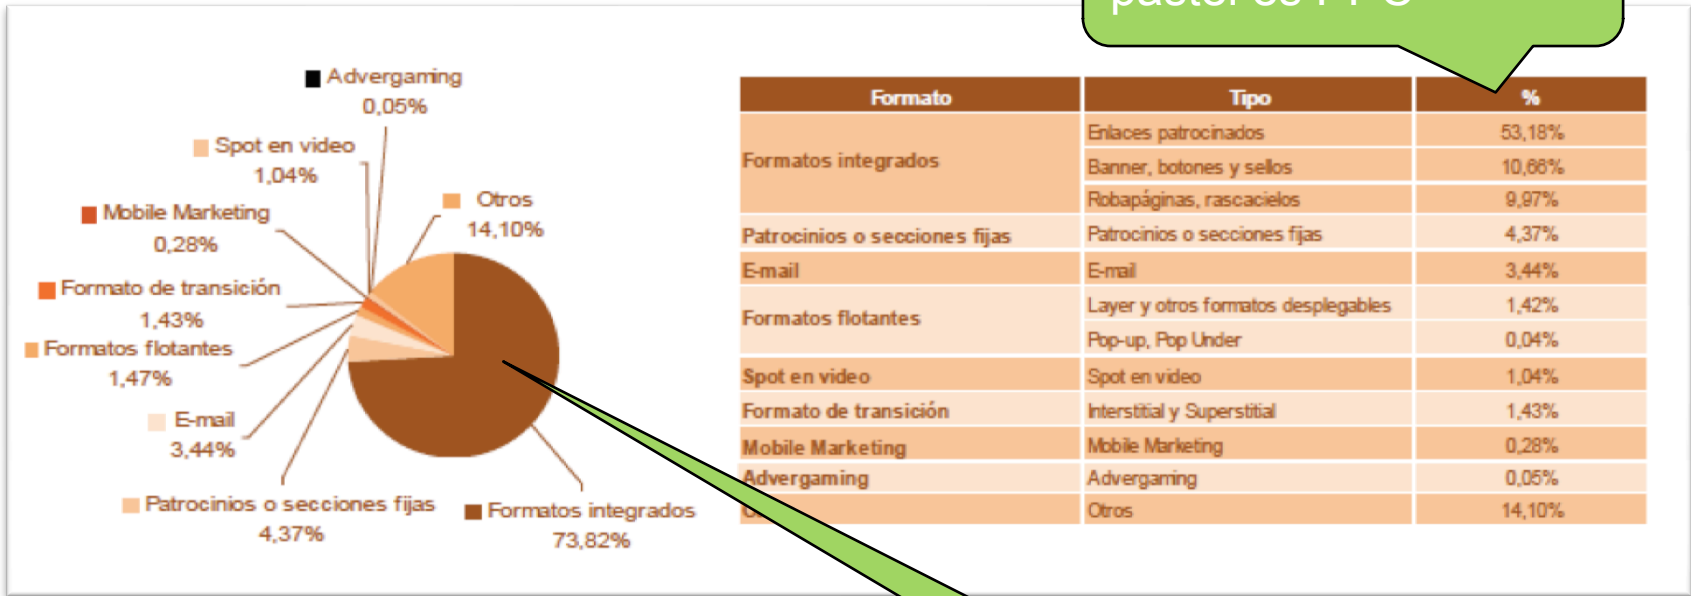 Advergaming
0,05%
Spot en video
1,04%
Otros
14,10%
Mobile Marketing
0,28%
Formato de transición
1,43%
Formatos flotantes
1,47%
E-mail
3,44%
Patrocinios o secciones fijas
4,37%
Formatos integrados
73,82%
Formato Tipo %
Formatos integrados
Enlaces patrocinados 53,18%
Banner, botones y sellos 10,66%
Robapáginas, rascacielos 9,97%
Patrocinios o secciones fijas Patrocinios o secciones fijas 4,37%
E-mail E-mail 3,44%
Formatos flotantes
Layer y otros formatos desplegables 1,42%
Pop-up, Pop Under 0,04%
Spot en video Spot en video 1,04%
Formato de transición Interstitial y Superstitial 1,43%
Mobile Marketing Mobile Marketing 0,28%
Advergaming Advergaming 0,05%
Otros 14,10%